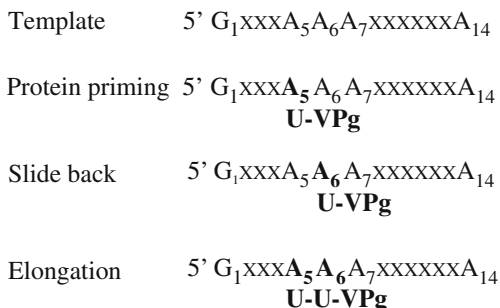 Template 5' G₁xxxA₅A₆A₇xxxxxxA₁₄
Protein priming 5' G₁xxxA₅A₆A₇xxxxxxA₁₄
U-VPg
Slide back 5' G₁xxxA₅A₆A₇xxxxxxA₁₄
U-VPg
Elongation 5' G₁xxxA₅A₆A₇xxxxxxA₁₄
U-U-VPg